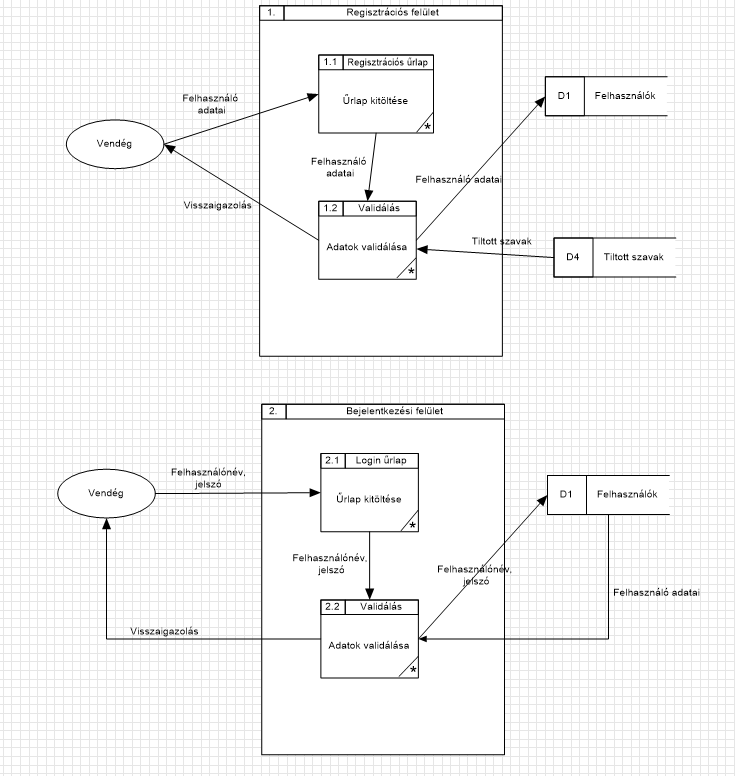 1. Regisztrációs felület
1.1 Regisztrációs űrlap
Űrlap kitöltése
*
Felhasználó
adatai
D1 Felhasználók
Vendég
Felhasználó
adatai
Felhasználó adatai
Visszaigazolás
1.2 Validálás
Adatok validálása
*
Tiltott szavak
D4 Tiltott szavak
2. Bejelentkezési felület
2.1 Login űrlap
Űrlap kitöltése
*
Felhasználónév,
jelszó
Vendég
D1 Felhasználók
Felhasználónév,
jelszó
Felhasználónév,
jelszó
Felhasználó adatai
2.2 Validálás
Adatok validálása
*
Visszaigazolás